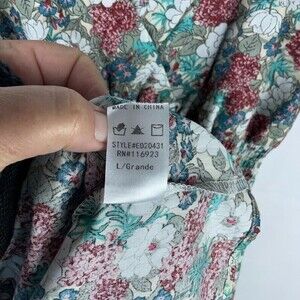 MADE IN CHINA
STYLE#E020431
RN#116923
L/Grande